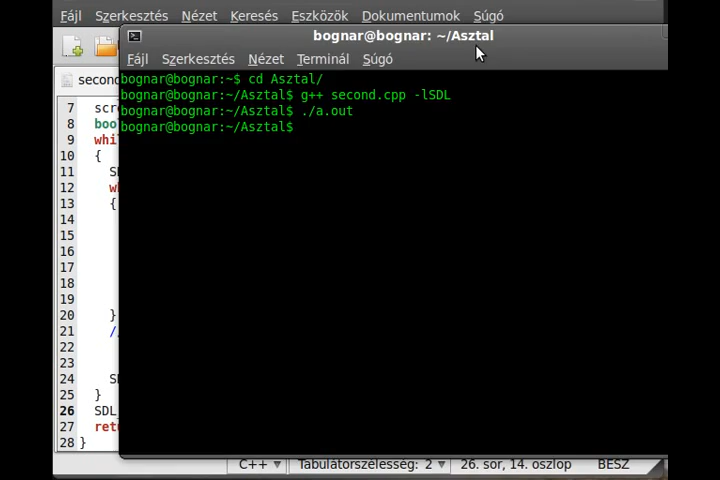 Fájl Szerkesztés Nézet Keresés Eszközök Dokumentumok Súgó
bognar@bognar: ~/Asztal
Fájl Szerkesztés Nézet Terminál Súgó
bognar@bognar:~$ cd Asztal/
bognar@bognar:~/Asztal$ g++ second.cpp -lSDL
bognar@bognar:~/Asztal$ ./a.out
bognar@bognar:~/Asztal$
second
7 scre
8 boo
9 whi
10 {
11 S
12 w
13 {
14
15
16
17
18
19
20 }
21 /
22
23
24 S
25 }
26 SDL_
27 retu
28 }
C++ Tabulátorszélesség: 2 26. sor, 14. oszlop BESZ